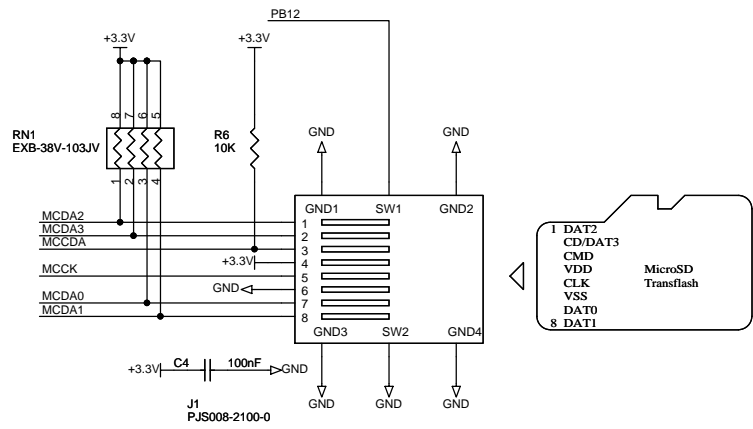 PB12
+3.3V
+3.3V
8 7 6 5
RN1
EXB-38V-103JV
R6
10K
1 2 3 4
GND
GND
GND1 SW1 GND2
MCDA2 1
MCDA3 2
MCCDA 3
+3.3V 4
MCCK 5
GND 6
MCDA0 7
MCDA1 8
GND3 SW2 GND4
+3.3V C4 100nF GND
GND GND GND
J1
PJS008-2100-0
1 DAT2
CD/DAT3
CMD
VDD
CLK
VSS
DAT0
8 DAT1
MicroSD
Transflash